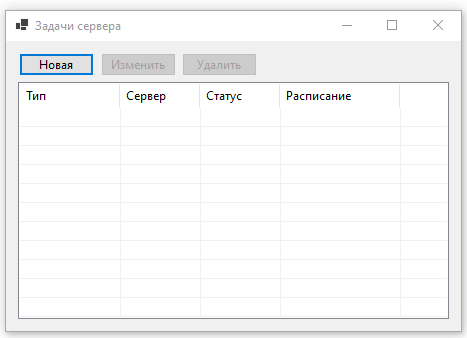 Задачи сервера
Новая Изменить Удалить
Тип Сервер Статус Расписание